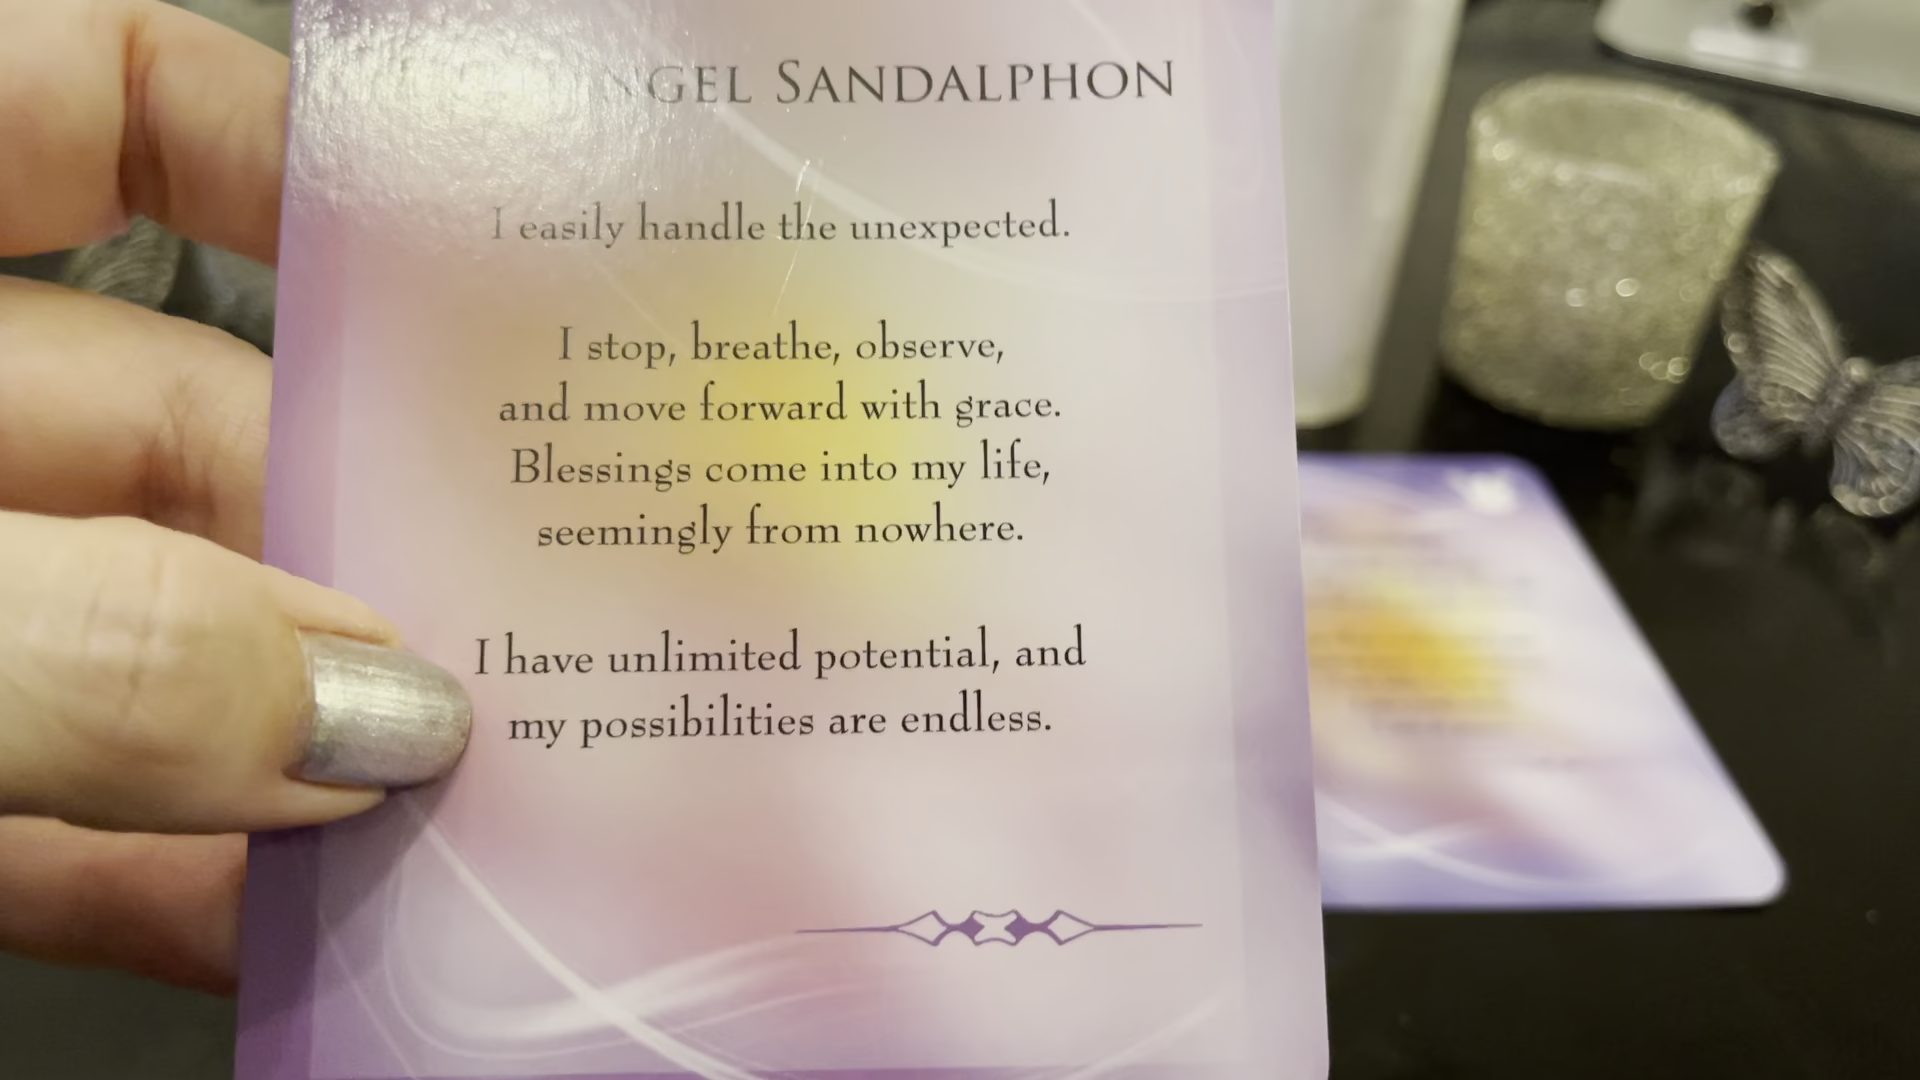 NGEL SANDALPHON
I easily handle the unexpected.
I stop, breathe, observe,
and move forward with grace.
Blessings come into my life,
seemingly from nowhere.
I have unlimited potential, and
my possibilities are endless.